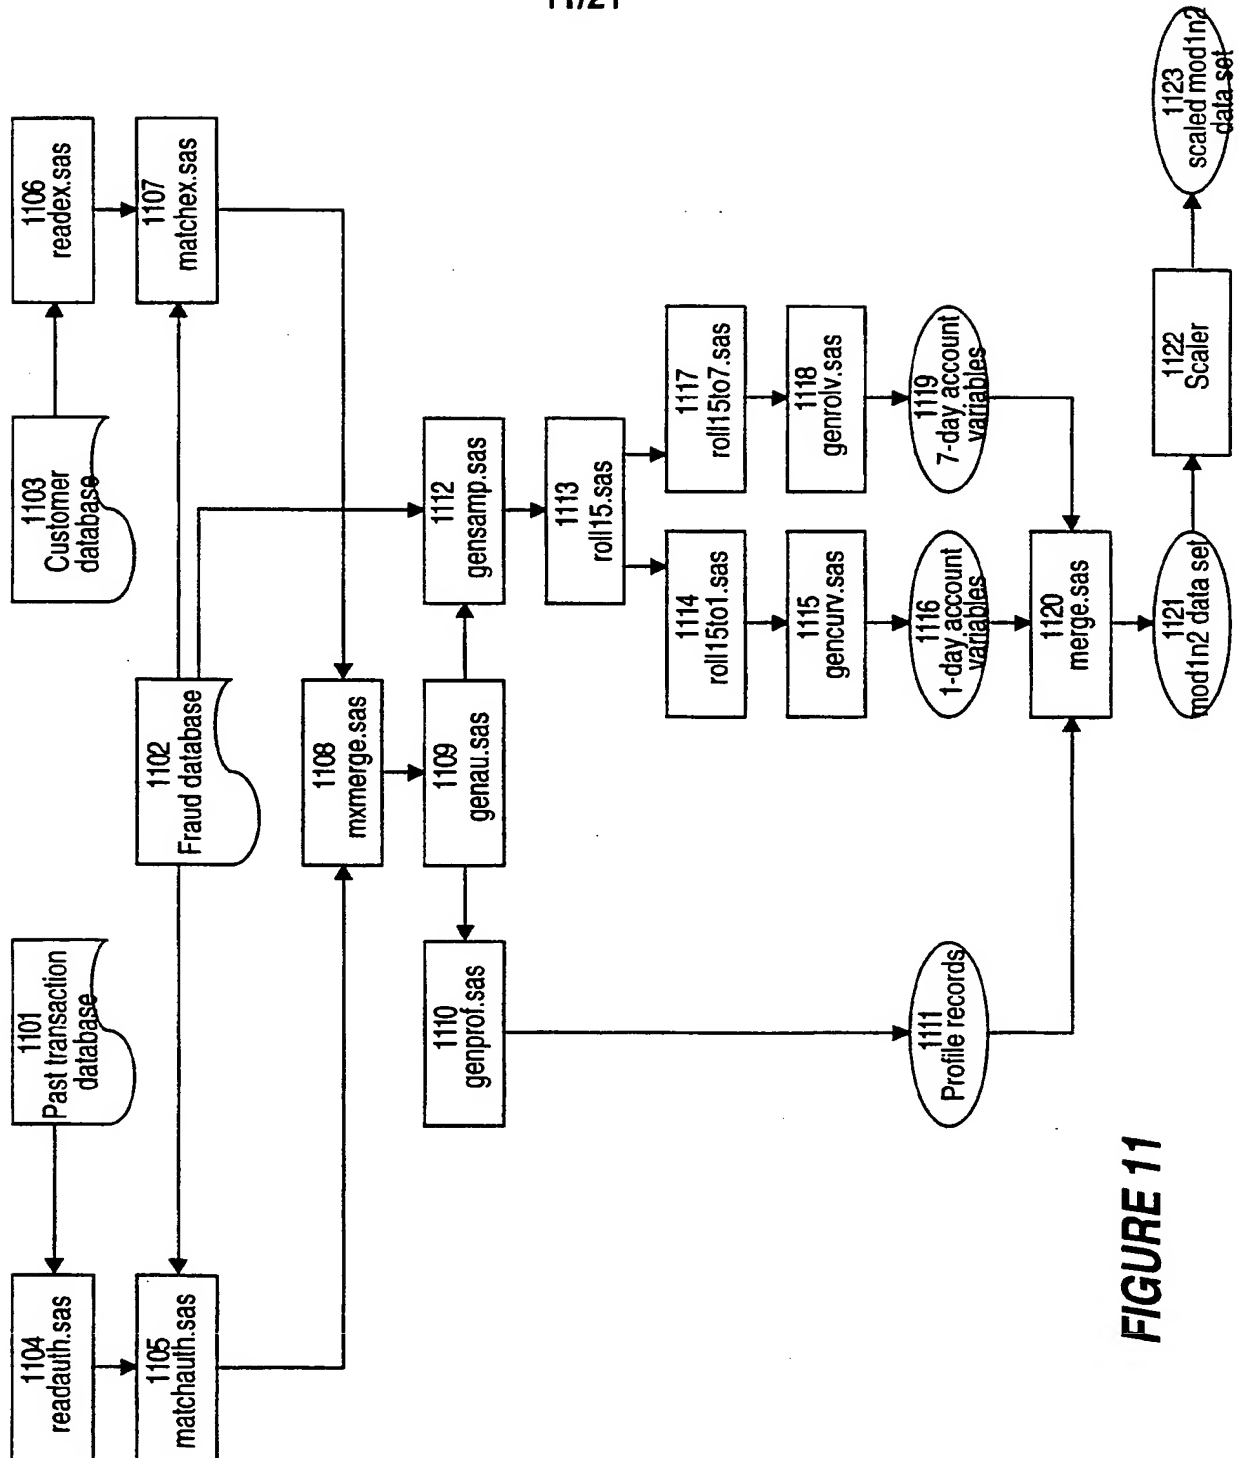 11/21
1101
Past transaction
database
1103
Customer
database
1104
readauth.sas
1106
readex.sas
1105
matchauth.sas
1102
Fraud database
1107
matchex.sas
1108
mxmerge.sas
1110
genprof.sas
1109
genau.sas
1112
gensamp.sas
1113
roll15.sas
1114
roll15to1.sas
1117
roll15to7.sas
1115
gencurv.sas
1118
genrolv.sas
1111
Profile records
1116
1-day account
variables
1119
7-day account
variables
1120
merge.sas
1121
mod1n2 data set
1122
Scaler
1123
scaled mod1n2
data set
FIGURE 11